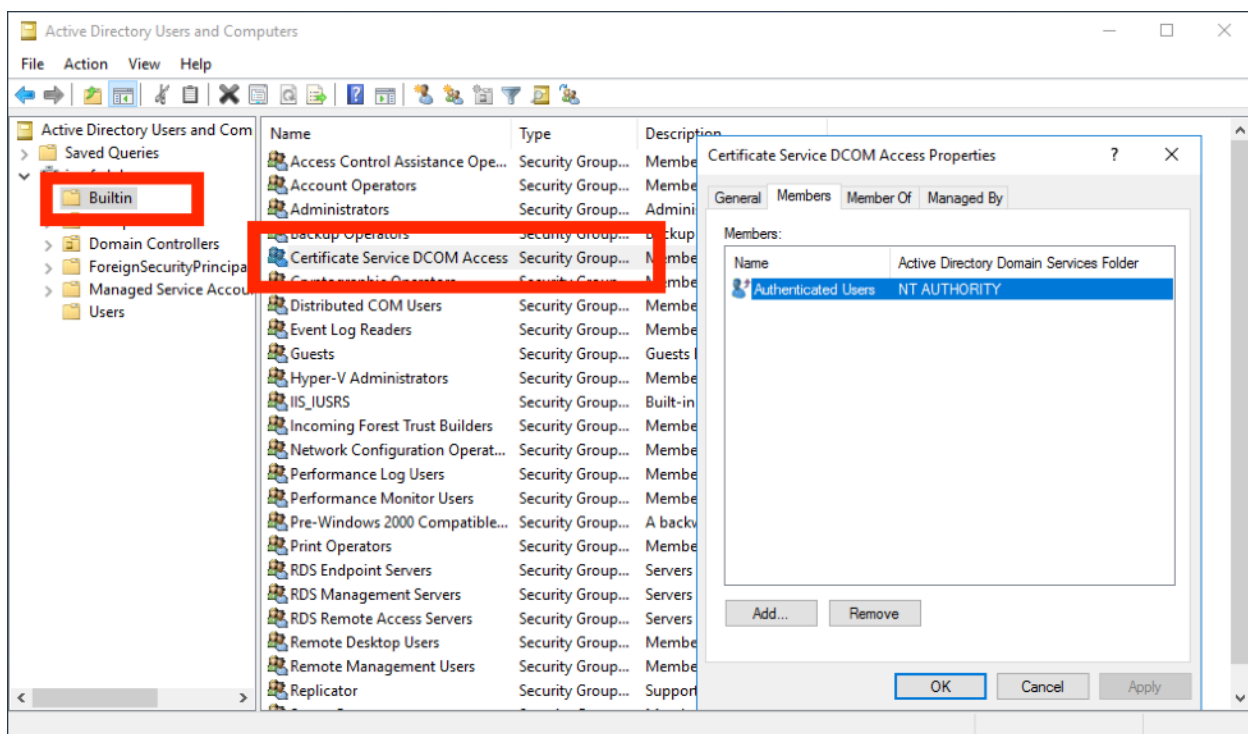 Active Directory Users and Computers
File Action View Help
Active Directory Users and Com
Saved Queries
Builtin
Domain Controllers
ForeignSecurityPrincipa
Managed Service Accou
Users
Name Type Description
Access Control Assistance Ope... Security Group... Membe
Account Operators Security Group... Membe
Administrators Security Group... Admini
Backup Operators Security Group... Backup
Certificate Service DCOM Access Security Group... Membe
Cryptographic Operators Security Group... Membe
Distributed COM Users Security Group... Membe
Event Log Readers Security Group... Membe
Guests Security Group... Guests
Hyper-V Administrators Security Group... Membe
IIS_IUSRS Security Group... Built-in
Incoming Forest Trust Builders Security Group... Membe
Network Configuration Operat... Security Group... Membe
Performance Log Users Security Group... Membe
Performance Monitor Users Security Group... Membe
Pre-Windows 2000 Compatible... Security Group... A backw
Print Operators Security Group... Membe
RDS Endpoint Servers Security Group... Servers
RDS Management Servers Security Group... Servers
RDS Remote Access Servers Security Group... Servers
Remote Desktop Users Security Group... Membe
Remote Management Users Security Group... Membe
Replicator Security Group... Support
Certificate Service DCOM Access Properties
General Members Member Of Managed By
Members:
Name Active Directory Domain Services Folder
Authenticated Users NT AUTHORITY
Add... Remove
OK Cancel Apply